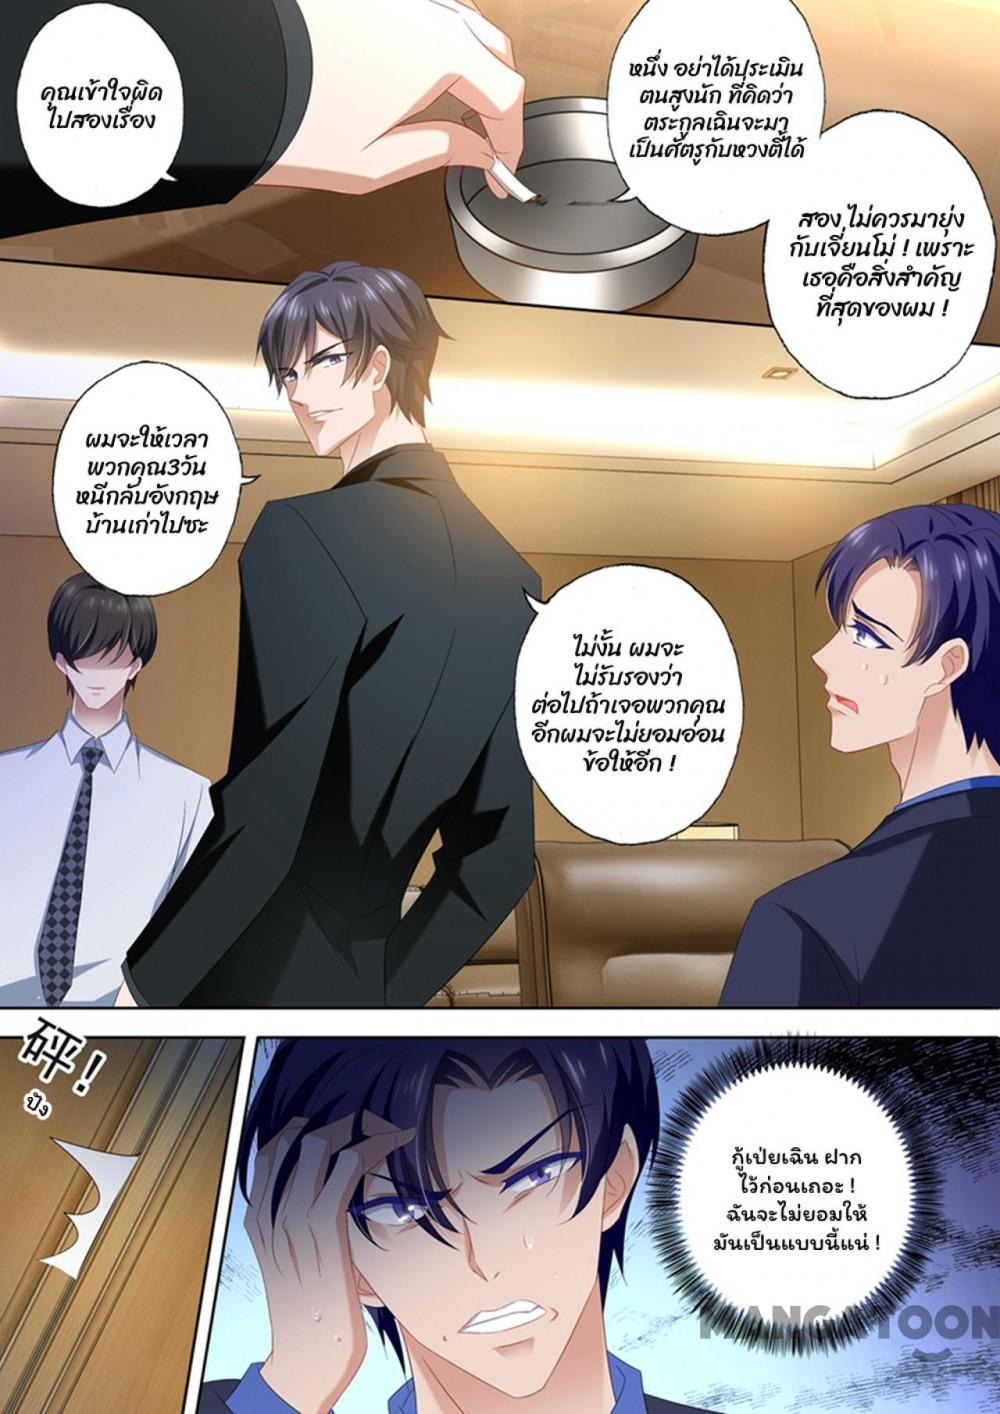 คุณเข้าใจผิด
ไปสองเรื่อง
หนึ่ง อย่าได้ประเมิน
ตนสูงนัก ที่คิดว่า
ตระกูลเฉินจะมา
เป็นศัตรูกับหวงตี้ได้
สอง ไม่ควรมายุ่ง
กับเจี่ยนโม่ ! เพราะ
เธอคือสิ่งสำคัญ
ที่สุดของผม !
ผมจะให้เวลา
พวกคุณ3วัน
หนีกลับอังกฤษ
บ้านเก่าไปซะ
ไม่งั้น ผมจะ
ไม่รับรองว่า
ต่อไปถ้าเจอพวกคุณ
อีกผมจะไม่ยอมอ่อน
ข้อให้อีก !
砰!
ปัง
กู้เป่ยเฉิน ฝาก
ไว้ก่อนเถอะ !
ฉันจะไม่ยอมให้
มันเป็นแบบนี้แน่ !
MANGATOON